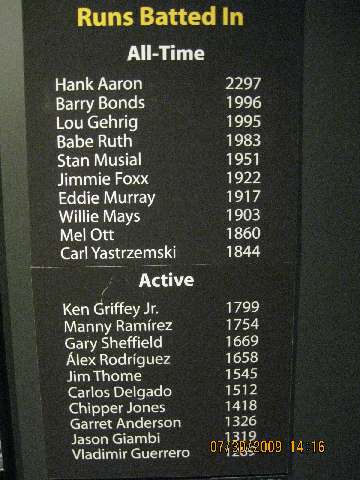 Runs Batted In
All-Time
Hank Aaron 2297
Barry Bonds 1996
Lou Gehrig 1995
Babe Ruth 1983
Stan Musial 1951
Jimmie Foxx 1922
Eddie Murray 1917
Willie Mays 1903
Mel Ott 1860
Carl Yastrzemski 1844
Active
Ken Griffey Jr. 1799
Manny Ramírez 1754
Gary Sheffield 1669
Álex Rodríguez 1658
Jim Thome 1545
Carlos Delgado 1512
Chipper Jones 1418
Garret Anderson 1326
Jason Giambi 1319
Vladimir Guerrero
14:16